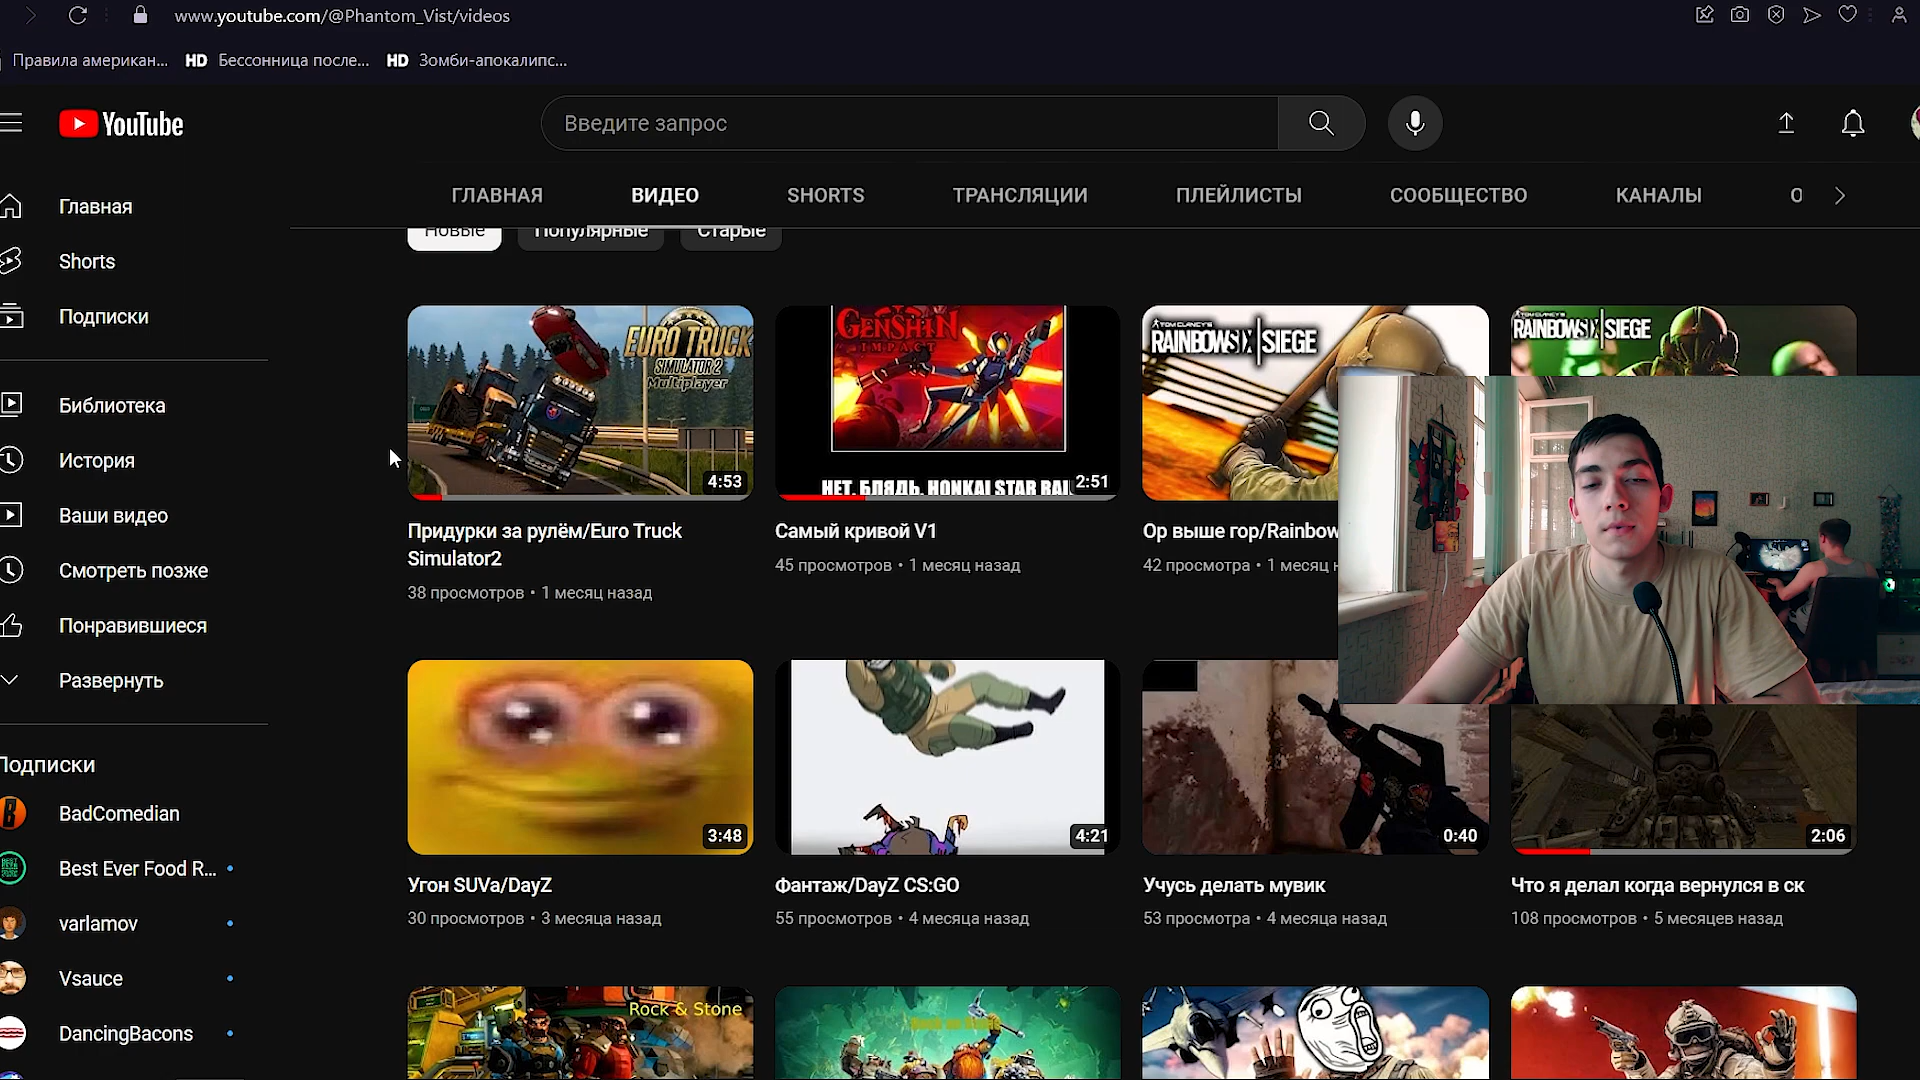 www.youtube.com/@Phantom_Vist/videos
Правила американ...
HD Бессонница после...
HD Зомби-апокалипс...
YouTube
Введите запрос
ГЛАВНАЯ
ВИДЕО
SHORTS
ТРАНСЛЯЦИИ
ПЛЕЙЛИСТЫ
СООБЩЕСТВО
КАНАЛЫ
О
Новые
Популярные
Старые
Главная
Shorts
Подписки
Библиотека
История
Ваши видео
Смотреть позже
Понравившиеся
Развернуть
Подписки
BadComedian
Best Ever Food R...
varlamov
Vsauce
DancingBacons
EURO TRUCK
SIMULATOR 2
Multiplayer
4:53
Придурки за рулём/Euro Truck
Simulator2
38 просмотров • 1 месяц назад
GENSHIN
IMPACT
НЕТ, БЛЯДЬ, HONKAI STAR RAI
2:51
Самый кривой V1
45 просмотров • 1 месяц назад
TOM CLANCY'S
RAINBOW SIX | SIEGE
Ор выше гор/Rainbow
42 просмотра • 1 месяц н
TOM CLANCY'S
RAINBOW SIX | SIEGE
3:48
Угон SUVa/DayZ
30 просмотров • 3 месяца назад
4:21
Фантаж/DayZ CS:GO
55 просмотров • 4 месяца назад
0:40
Учусь делать мувик
53 просмотра • 4 месяца назад
2:06
Что я делал когда вернулся в ск
108 просмотров • 5 месяцев назад
Rock & Stone